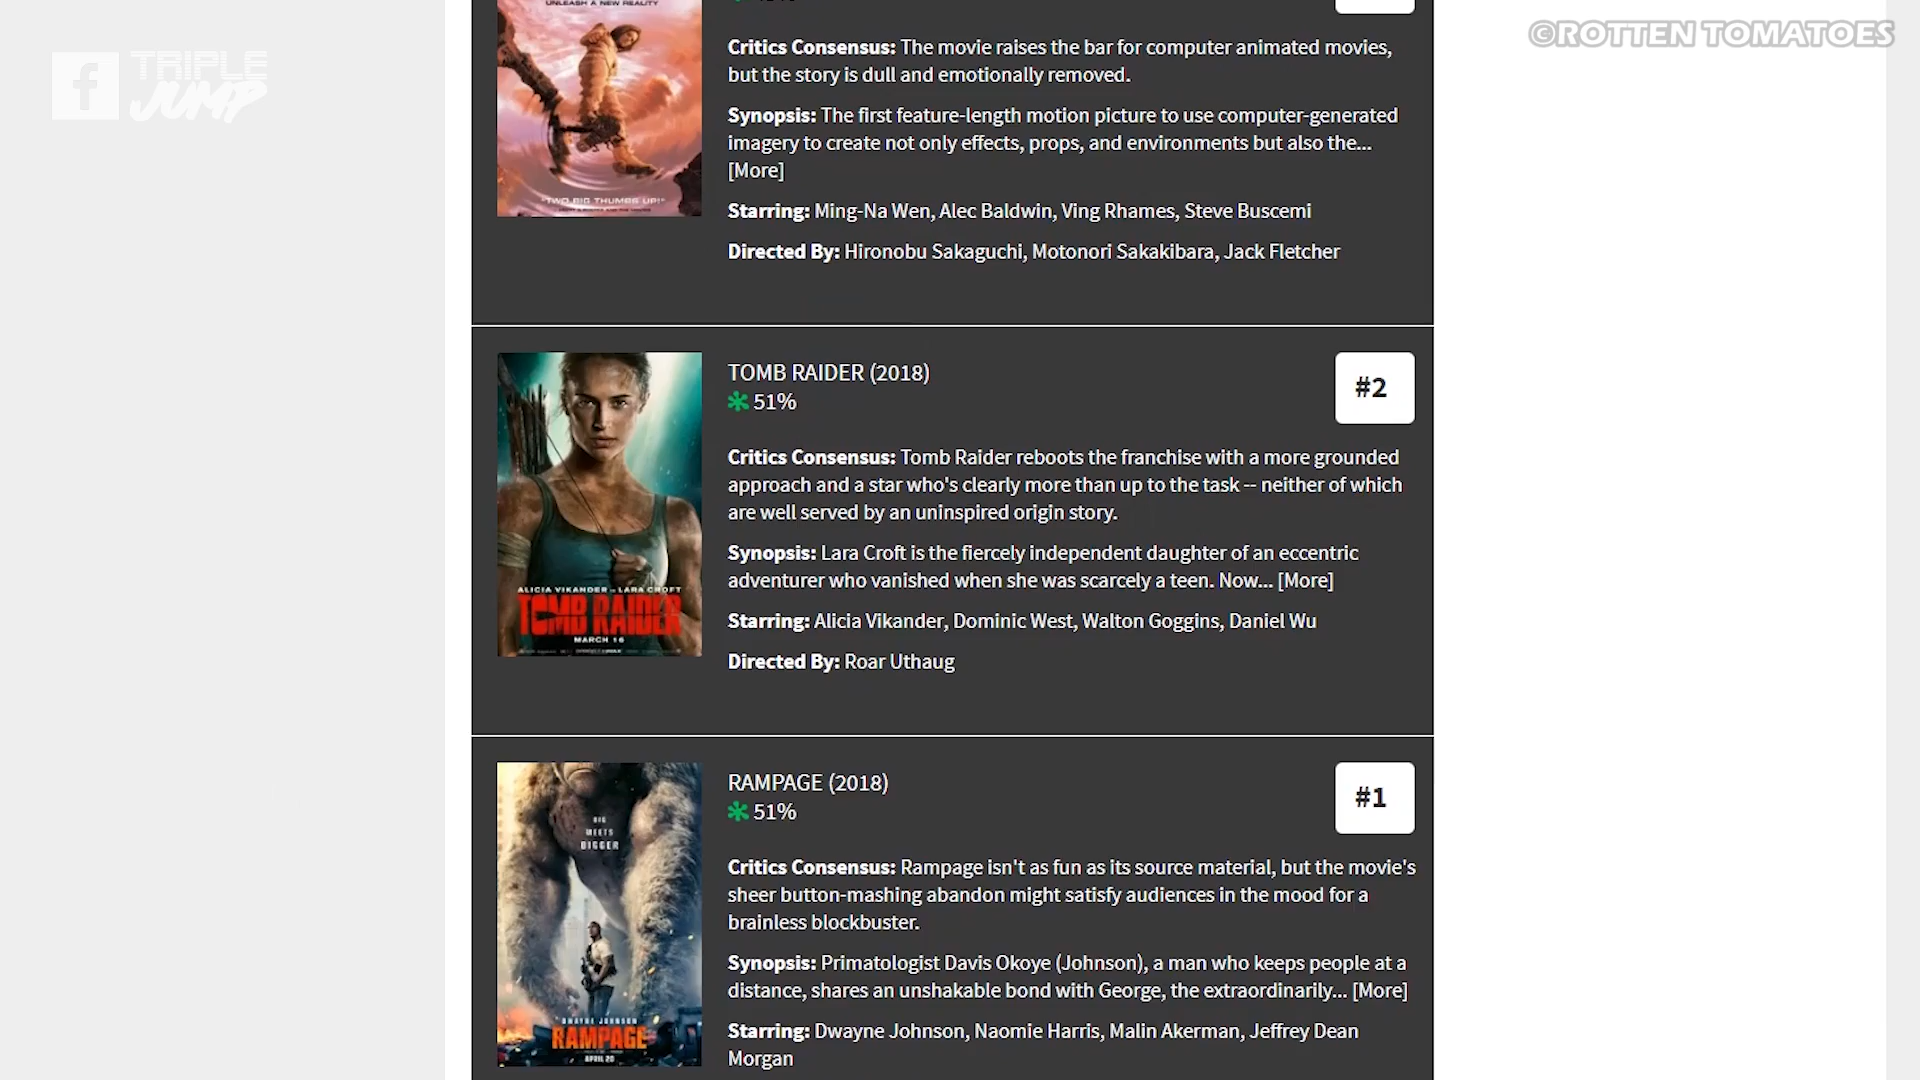 ©ROTTEN TOMATOES
f TRIPLE
JUMP
UNLEASH A NEW REALITY
Critics Consensus: The movie raises the bar for computer animated movies,
but the story is dull and emotionally removed.
Synopsis: The first feature-length motion picture to use computer-generated
imagery to create not only effects, props, and environments but also the...
[More]
Starring: Ming-Na Wen, Alec Baldwin, Ving Rhames, Steve Buscemi
Directed By: Hironobu Sakaguchi, Motonori Sakakibara, Jack Fletcher
"TWO BIG THUMBS UP!"
TOMB RAIDER (2018)
51%
#2
Critics Consensus: Tomb Raider reboots the franchise with a more grounded
approach and a star who's clearly more than up to the task -- neither of which
are well served by an uninspired origin story.
Synopsis: Lara Croft is the fiercely independent daughter of an eccentric
adventurer who vanished when she was scarcely a teen. Now... [More]
Starring: Alicia Vikander, Dominic West, Walton Goggins, Daniel Wu
Directed By: Roar Uthaug
ALICIA VIKANDER IS LARA CROFT
TOMB RAIDER
MARCH 16
RAMPAGE (2018)
51%
#1
Critics Consensus: Rampage isn't as fun as its source material, but the movie's
sheer button-mashing abandon might satisfy audiences in the mood for a
brainless blockbuster.
Synopsis: Primatologist Davis Okoye (Johnson), a man who keeps people at a
distance, shares an unshakable bond with George, the extraordinarily... [More]
Starring: Dwayne Johnson, Naomie Harris, Malin Akerman, Jeffrey Dean
Morgan
BIG
MEETS
BIGGER
DWAYNE JOHNSON
RAMPAGE
APRIL 20